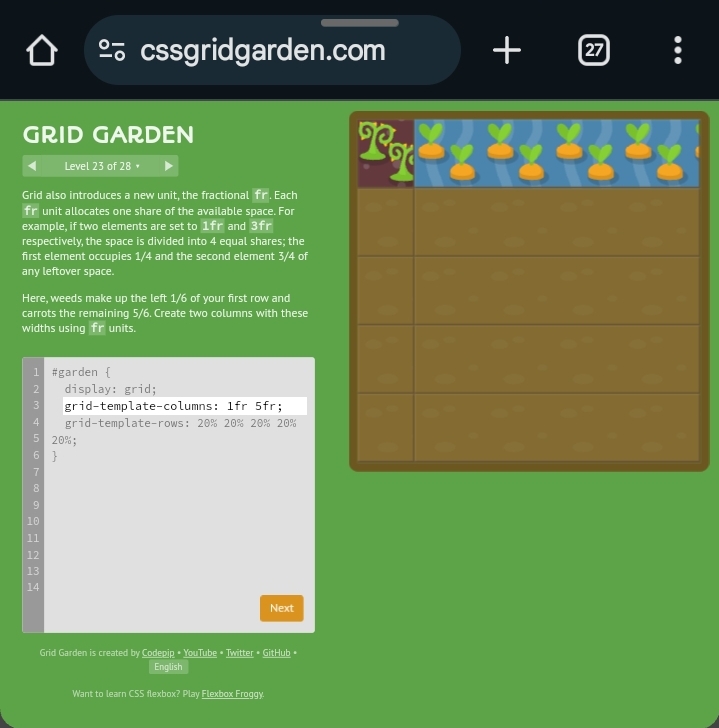 cssgridgarden.com
27
GRID GARDEN
Level 23 of 28
Grid also introduces a new unit, the fractional fr. Each
fr unit allocates one share of the available space. For
example, if two elements are set to 1fr and 3fr
respectively, the space is divided into 4 equal shares; the
first element occupies 1/4 and the second element 3/4 of
any leftover space.
Here, weeds make up the left 1/6 of your first row and
carrots the remaining 5/6. Create two columns with these
widths using fr units.
1 #garden {
2 display: grid;
3 grid-template-columns: 1fr 5fr;
4 grid-template-rows: 20% 20% 20% 20%
5 20%;
6 }
7
8
9
10
11
12
13
14
Next
Grid Garden is created by Codepip • YouTube • Twitter • GitHub •
English
Want to learn CSS flexbox? Play Flexbox Froggy.